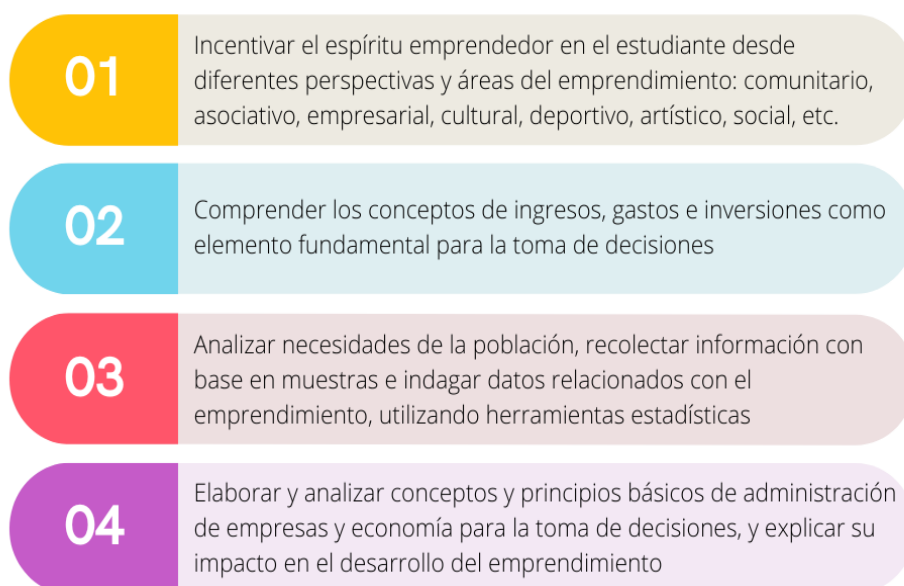 01
Incentivar el espíritu emprendedor en el estudiante desde
diferentes perspectivas y áreas del emprendimiento: comunitario,
asociativo, empresarial, cultural, deportivo, artístico, social, etc.
02
Comprender los conceptos de ingresos, gastos e inversiones como
elemento fundamental para la toma de decisiones
03
Analizar necesidades de la población, recolectar información con
base en muestras e indagar datos relacionados con el
emprendimiento, utilizando herramientas estadísticas
04
Elaborar y analizar conceptos y principios básicos de administración
de empresas y economía para la toma de decisiones, y explicar su
impacto en el desarrollo del emprendimiento